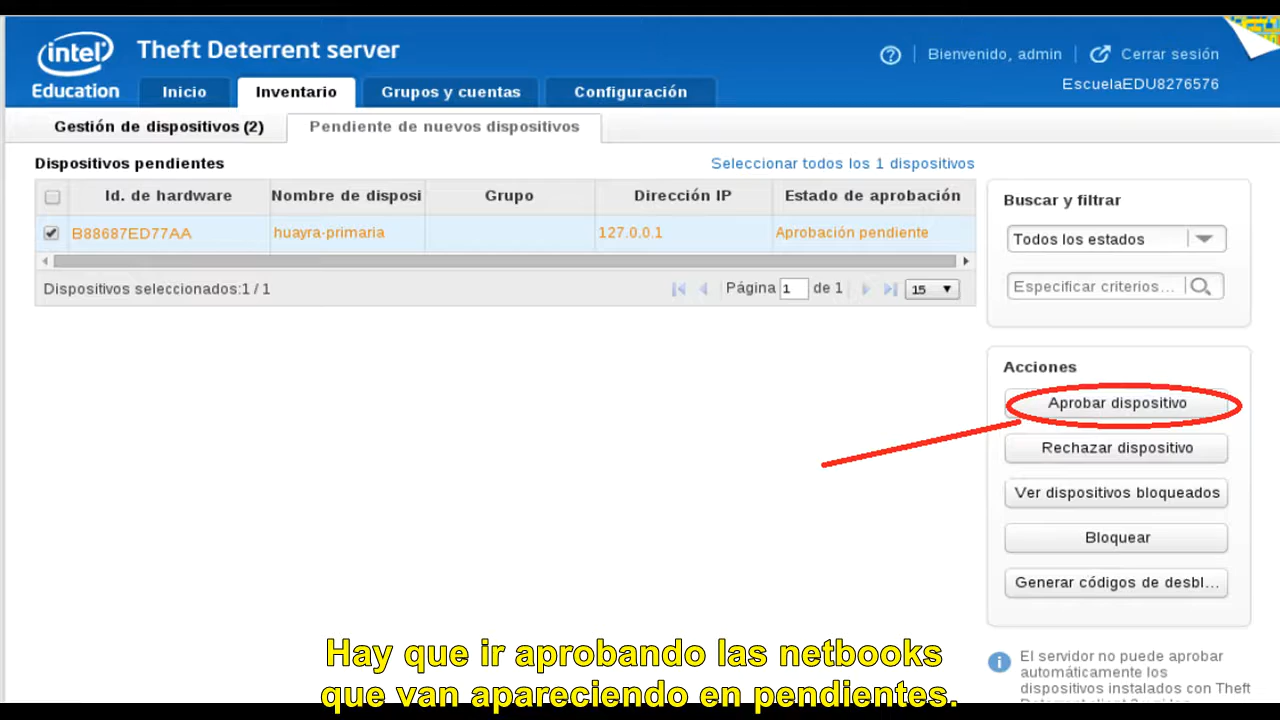 intel
Education
Theft Deterrent server
Bienvenido, admin
Cerrar sesión
EscuelaEDU8276576
Inicio
Inventario
Grupos y cuentas
Configuración
Gestión de dispositivos (2)
Pendiente de nuevos dispositivos
Dispositivos pendientes
Seleccionar todos los 1 dispositivos
Id. de hardware Nombre de disposi Grupo Dirección IP Estado de aprobación
B88687ED77AA huayra-primaria 127.0.0.1 Aprobación pendiente
Dispositivos seleccionados:1 / 1
Página 1 de 1
15
Buscar y filtrar
Todos los estados
Especificar criterios...
Acciones
Aprobar dispositivo
Rechazar dispositivo
Ver dispositivos bloqueados
Bloquear
Generar códigos de desbl...
El servidor no puede aprobar
automáticamente los
dispositivos instalados con Theft
Hay que ir aprobando las netbooks
que van apareciendo en pendientes.